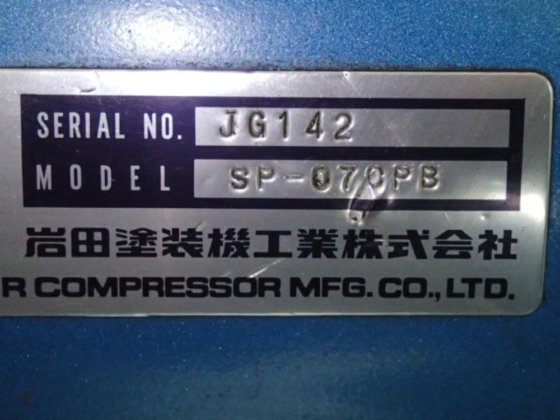 SERIAL NO. JG142
MODEL SP-070PB
岩田塗装機工業株式会社
R COMPRESSOR MFG. CO., LTD.